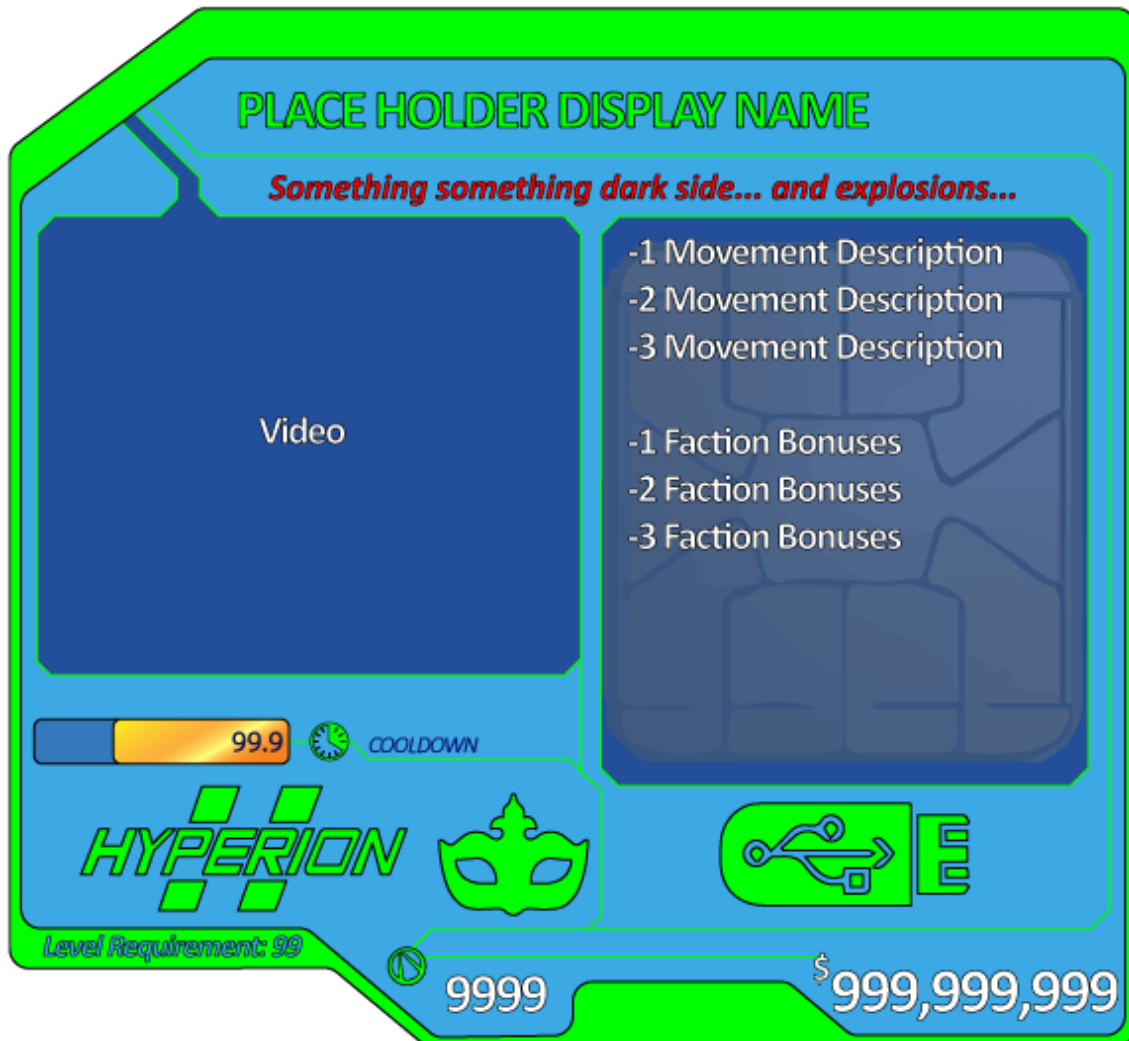 PLACE HOLDER DISPLAY NAME
Something something dark side... and explosions...
Video
-1 Movement Description
-2 Movement Description
-3 Movement Description
-1 Faction Bonuses
-2 Faction Bonuses
-3 Faction Bonuses
99.9
COOLDOWN
HYPERION
Level Requirement: 99
9999
$999,999,999